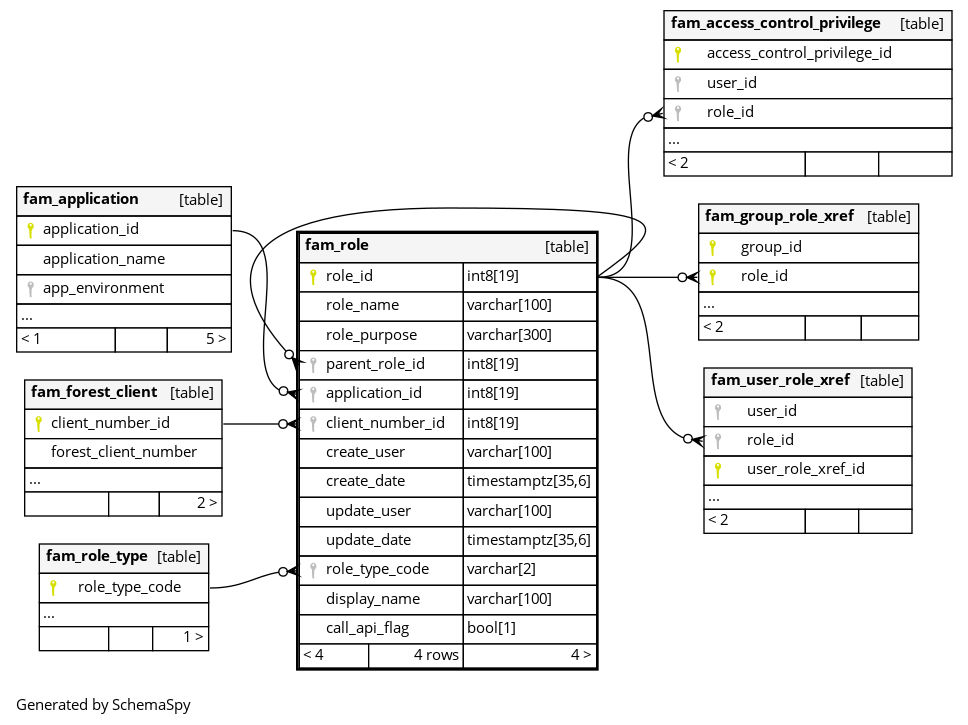 fam_access_control_privilege [table]
access_control_privilege_id
user_id
role_id
...
< 2
fam_application [table]
application_id
application_name
app_environment
...
< 1 5 >
fam_group_role_xref [table]
group_id
role_id
...
< 2
fam_role [table]
role_id int8[19]
role_name varchar[100]
role_purpose varchar[300]
parent_role_id int8[19]
application_id int8[19]
client_number_id int8[19]
create_user varchar[100]
create_date timestamptz[35,6]
update_user varchar[100]
update_date timestamptz[35,6]
role_type_code varchar[2]
display_name varchar[100]
call_api_flag bool[1]
< 4 4 rows 4 >
fam_forest_client [table]
client_number_id
forest_client_number
...
2 >
fam_user_role_xref [table]
user_id
role_id
user_role_xref_id
...
< 2
fam_role_type [table]
role_type_code
...
1 >
Generated by SchemaSpy